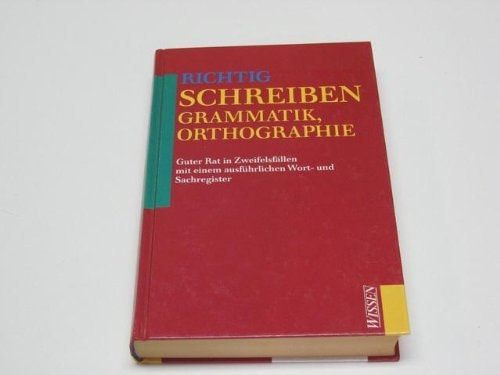 RICHTIG
SCHREIBEN
GRAMMATIK,
ORTHOGRAPHIE
Guter Rat in Zweifelsfällen
mit einem ausführlichen Wort- und
Sachregister
WISSEN